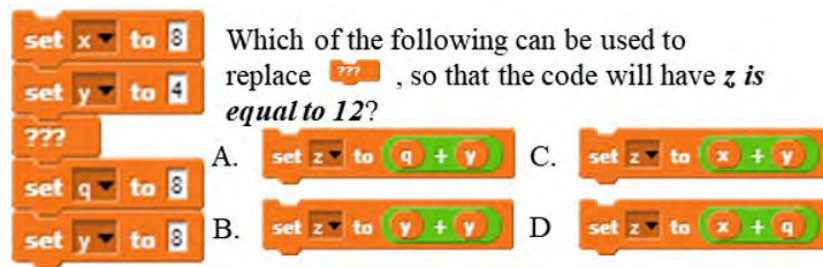 set x to 8
set y to 4
???
set q to 8
set y to 8
Which of the following can be used to
replace ??? , so that the code will have z is
equal to 12?
A. set z to q + y
B. set z to y + y
C. set z to x + y
D set z to x + q